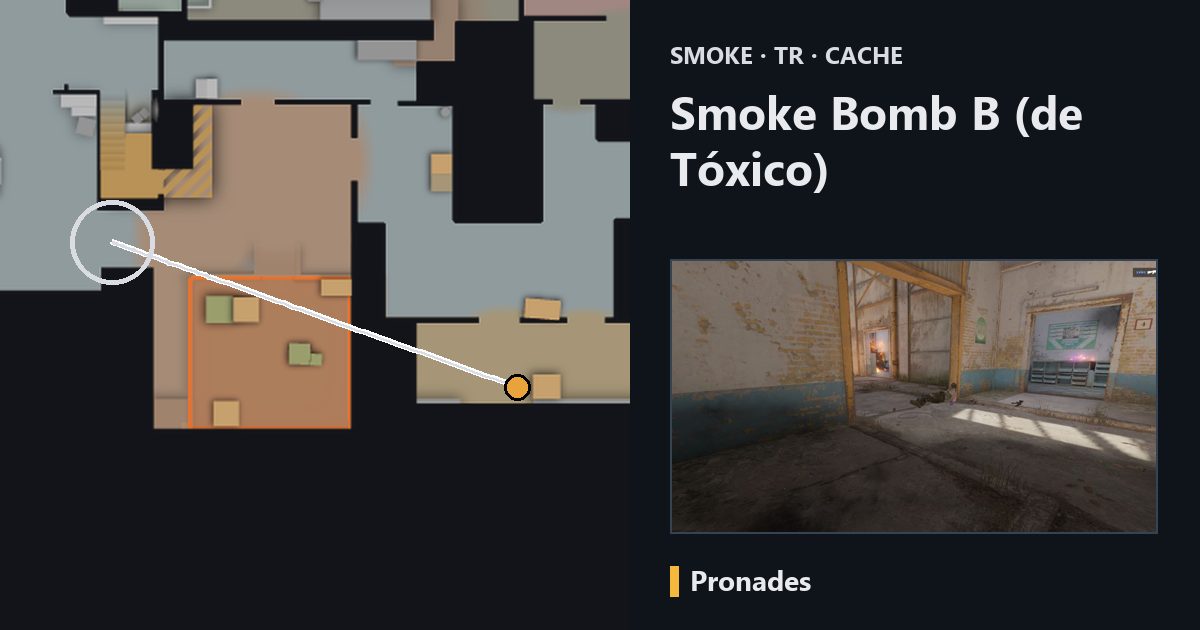 SMOKE · TR · CACHE
Smoke Bomb B (de
Tóxico)
Pronades